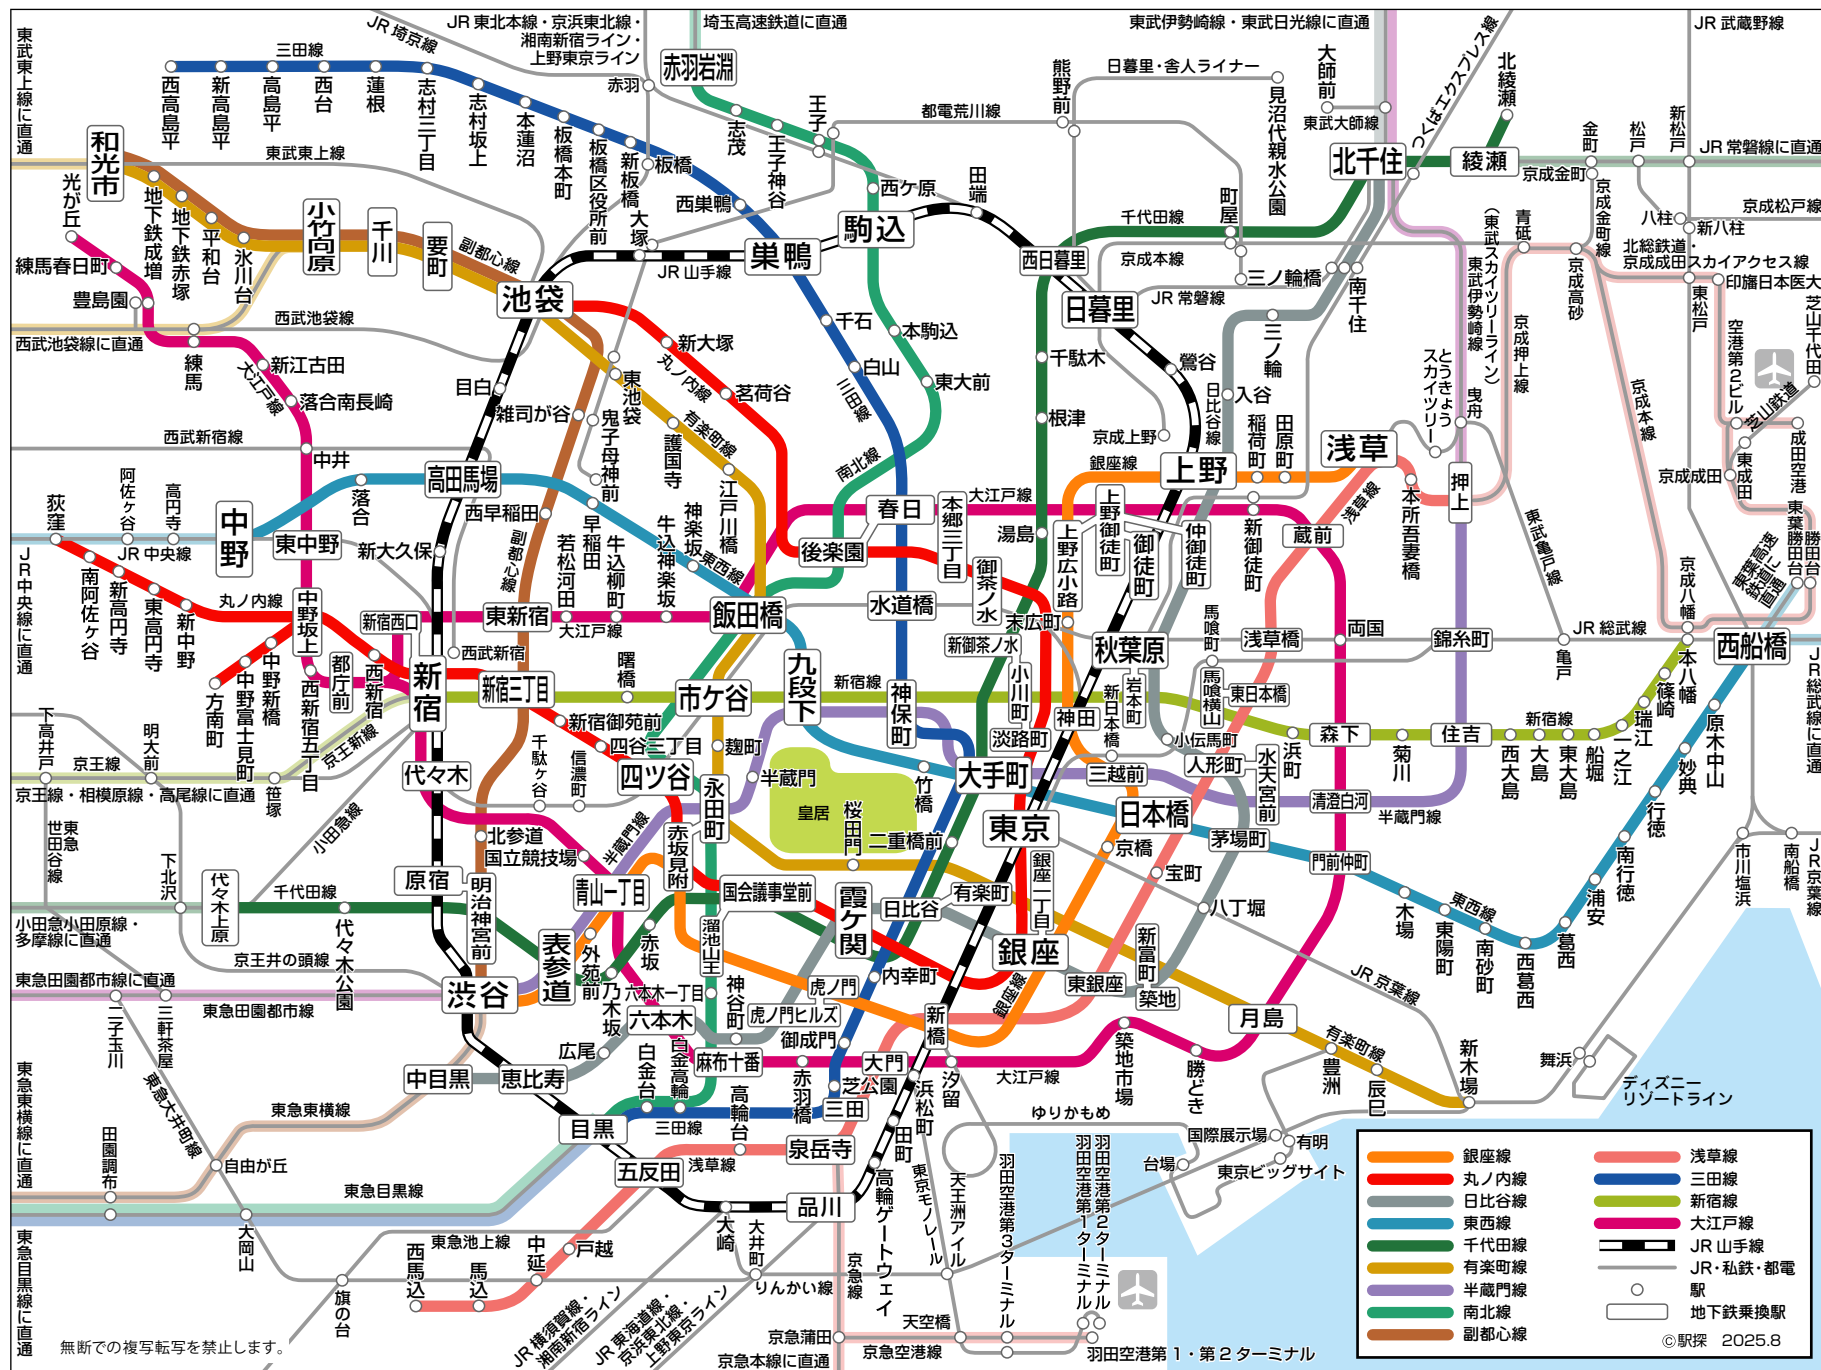 東武東上線に直通
JR 埼京線
JR 東北本線・京浜東北線・
湘南新宿ライン・
上野東京ライン
埼玉高速鉄道に直通
東武伊勢崎線・東武日光線に直通
つくばエクスプレス線
JR 武蔵野線
三田線
西高島平
新高島平
高島平
西台
蓮根
志村三丁目
志村坂上
本蓮沼
板橋本町
板橋区役所前
新板橋
板橋
西巣鴨
赤羽
赤羽岩淵
志茂
王子神谷
王子
西ケ原
都電荒川線
熊野前
日暮里・舎人ライナー
見沼代親水公園
大師前
東武大師線
北綾瀬
北千住
綾瀬
金町
松戸
新松戸
JR 常磐線に直通
京成金町
京成金町線
八柱
新八柱
京成松戸線
北総鉄道・
京成成田スカイアクセス線
印旛日本医大
東松戸
芝山千代田
空港第2ビル
芝山鉄道
成田空港
東成田
京成成田
東葉勝田台
勝田台
東葉高速
鉄道に
直通
和光市
東武東上線
光が丘
地下鉄成増
地下鉄赤塚
平和台
氷川台
小竹向原
千川
要町
副都心線
池袋
練馬春日町
豊島園
西武池袋線
西武池袋線に直通
練馬
大江戸線
新江古田
落合南長崎
西武新宿線
中井
大塚
JR 山手線
巣鴨
駒込
田端
西日暮里
日暮里
千代田線
町屋
京成本線
三ノ輪橋
JR 常磐線
南千住
三ノ輪
青砥
京成高砂
(東武スカイツリーライン)
東武伊勢崎線
京成押上線
京成本線
とうきょう
スカイツリー
曳舟
目白
雑司が谷
新大塚
丸ノ内線
茗荷谷
東池袋
鬼子母神前
護国寺
有楽町線
江戸川橋
千石
白山
三田線
本駒込
東大前
南北線
千駄木
根津
湯島
鶯谷
京成上野
日比谷線
入谷
稲荷町
田原町
浅草
上野
銀座線
浅草線
本所吾妻橋
押上
荻窪
阿佐ヶ谷
高円寺
JR 中央線
JR中央線に直通
中野
落合
高田馬場
東中野
西早稲田
早稲田
神楽坂
東西線
新大久保
副都心線
若松河田
牛込柳町
牛込神楽坂
南阿佐ヶ谷
新高円寺
東高円寺
新中野
丸ノ内線
中野坂上
新宿西口
東新宿
大江戸線
飯田橋
後楽園
春日
本郷三丁目
大江戸線
御茶ノ水
水道橋
上野広小路
上野御徒町
御徒町
仲御徒町
新御徒町
蔵前
東武亀戸線
京成八幡
末広町
秋葉原
新御茶ノ水
馬喰町
浅草橋
両国
錦糸町
亀戸
JR 総武線
西船橋
JR総武線に直通
方南町
中野富士見町
中野新橋
西新宿五丁目
都庁前
西新宿
新宿
西武新宿
新宿三丁目
曙橋
新宿線
市ケ谷
九段下
神保町
小川町
淡路町
神田
新日本橋
岩本町
馬喰横山
東日本橋
小伝馬町
浜町
森下
菊川
住吉
西大島
大島
東大島
新宿線
船堀
一之江
瑞江
篠崎
本八幡
原木中山
妙典
行徳
南行徳
浦安
葛西
西葛西
南砂町
東陽町
東西線
木場
下高井戸
明大前
京王線
京王新線
京王線・相模原線・高尾線に直通
笹塚
代々木
千駄ケ谷
信濃町
新宿御苑前
四谷三丁目
四ツ谷
麹町
半蔵門
皇居
桜田門
竹橋
大手町
三越前
人形町
水天宮前
清澄白河
半蔵門線
日本橋
東京
二重橋前
京橋
茅場町
門前仲町
市川塩浜
南船橋
JR京葉線
東急
世田谷線
下北沢
小田急線
代々木上原
千代田線
小田急小田原線・
多摩線に直通
代々木公園
原宿
明治神宮前
北参道
国立競技場
半蔵門線
青山一丁目
赤坂見附
永田町
国会議事堂前
溜池山王
霞ケ関
日比谷
有楽町
銀座一丁目
銀座
宝町
八丁堀
新富町
築地
東銀座
JR 京葉線
京王井の頭線
東急田園都市線に直通
東急田園都市線
二子玉川
三軒茶屋
渋谷
表参道
外苑前
乃木坂
赤坂
六本木一丁目
神谷町
虎ノ門
虎ノ門ヒルズ
内幸町
銀座線
新橋
六本木
広尾
中目黒
恵比寿
白金台
白金高輪
麻布十番
高輪台
御成門
赤羽橋
芝公園
大門
三田
汐留
大江戸線
浜松町
築地市場
勝どき
月島
有楽町線
豊洲
辰巳
新木場
舞浜
ディズニー
リゾートライン
東急東横線に直通
東急大井町線
東急東横線
田園調布
自由が丘
東急目黒線
大岡山
東急目黒線に直通
目黒
三田線
浅草線
五反田
泉岳寺
田町
高輪ゲートウェイ
品川
東京モノレール
天王洲アイル
ゆりかもめ
国際展示場
台場
有明
東京ビッグサイト
羽田空港第3ターミナル
羽田空港第1ターミナル
羽田空港第2ターミナル
東急池上線
旗の台
西馬込
馬込
中延
戸越
大崎
大井町
りんかい線
JR 横須賀線・
湘南新宿ライン
JR 東海道線・
京浜東北線・
上野東京ライン
京急線
京急蒲田
京急本線に直通
天空橋
京急空港線
羽田空港第1・第2ターミナル
無断での複写転写を禁止します。
銀座線
丸ノ内線
日比谷線
東西線
千代田線
有楽町線
半蔵門線
南北線
副都心線
浅草線
三田線
新宿線
大江戸線
JR 山手線
JR・私鉄・都電
駅
地下鉄乗換駅
©駅探 2025.8